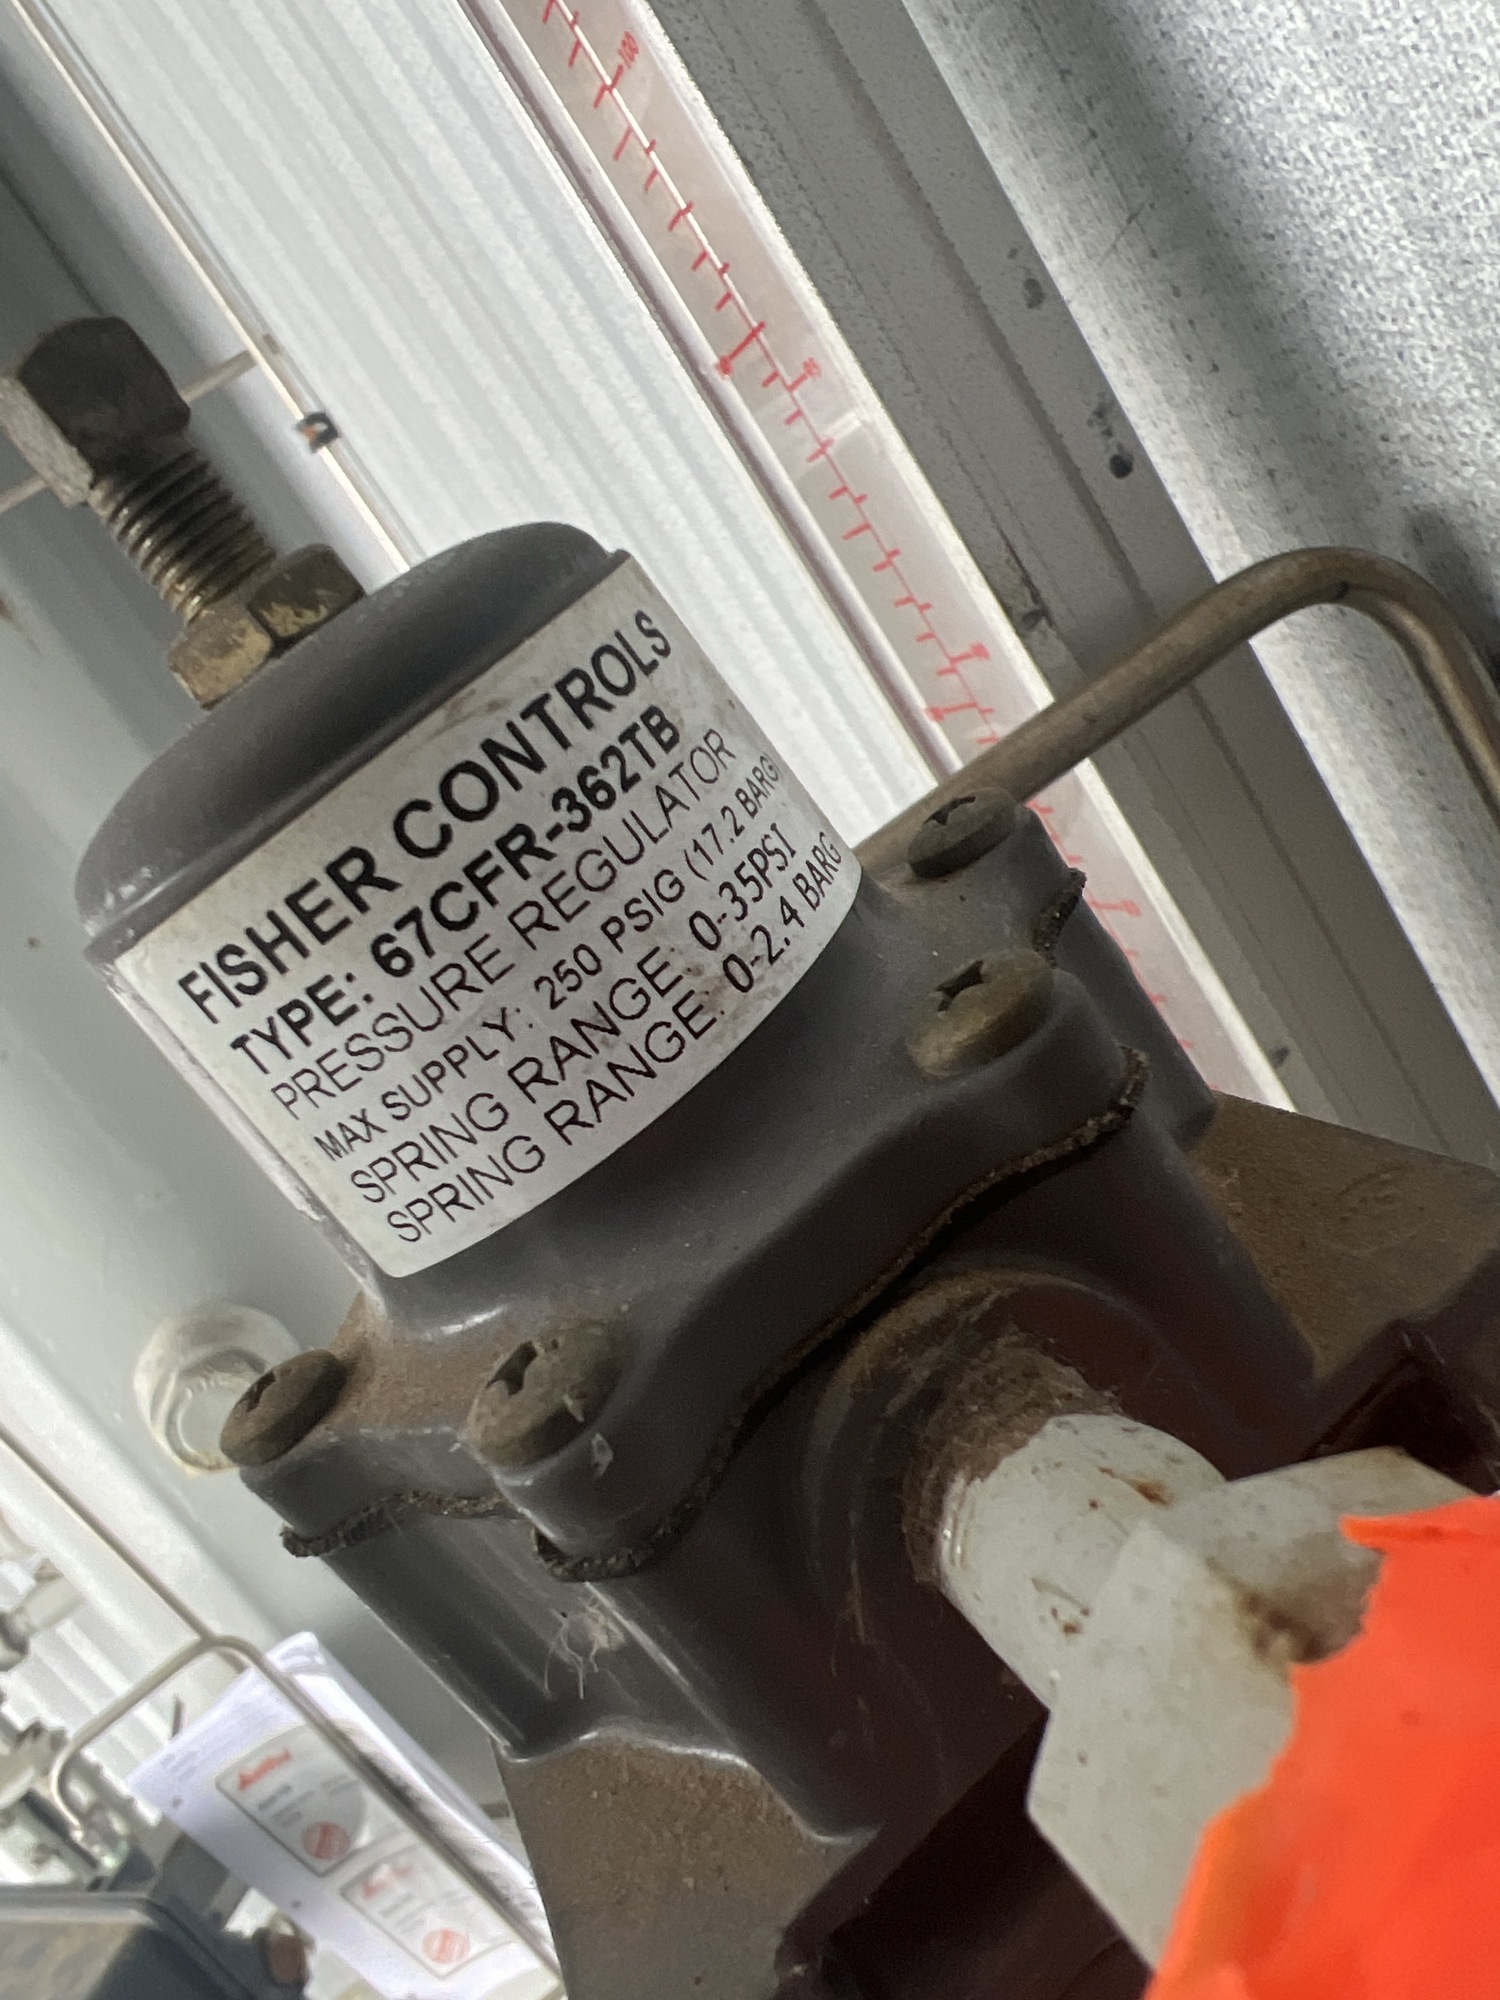 FISHER CONTROLS
TYPE: 67CFR-362TB
PRESSURE REGULATOR
MAX SUPPLY: 250 PSIG (17.2 BARG)
SPRING RANGE: 0-35PSI
SPRING RANGE: 0-2.4 BARG
100